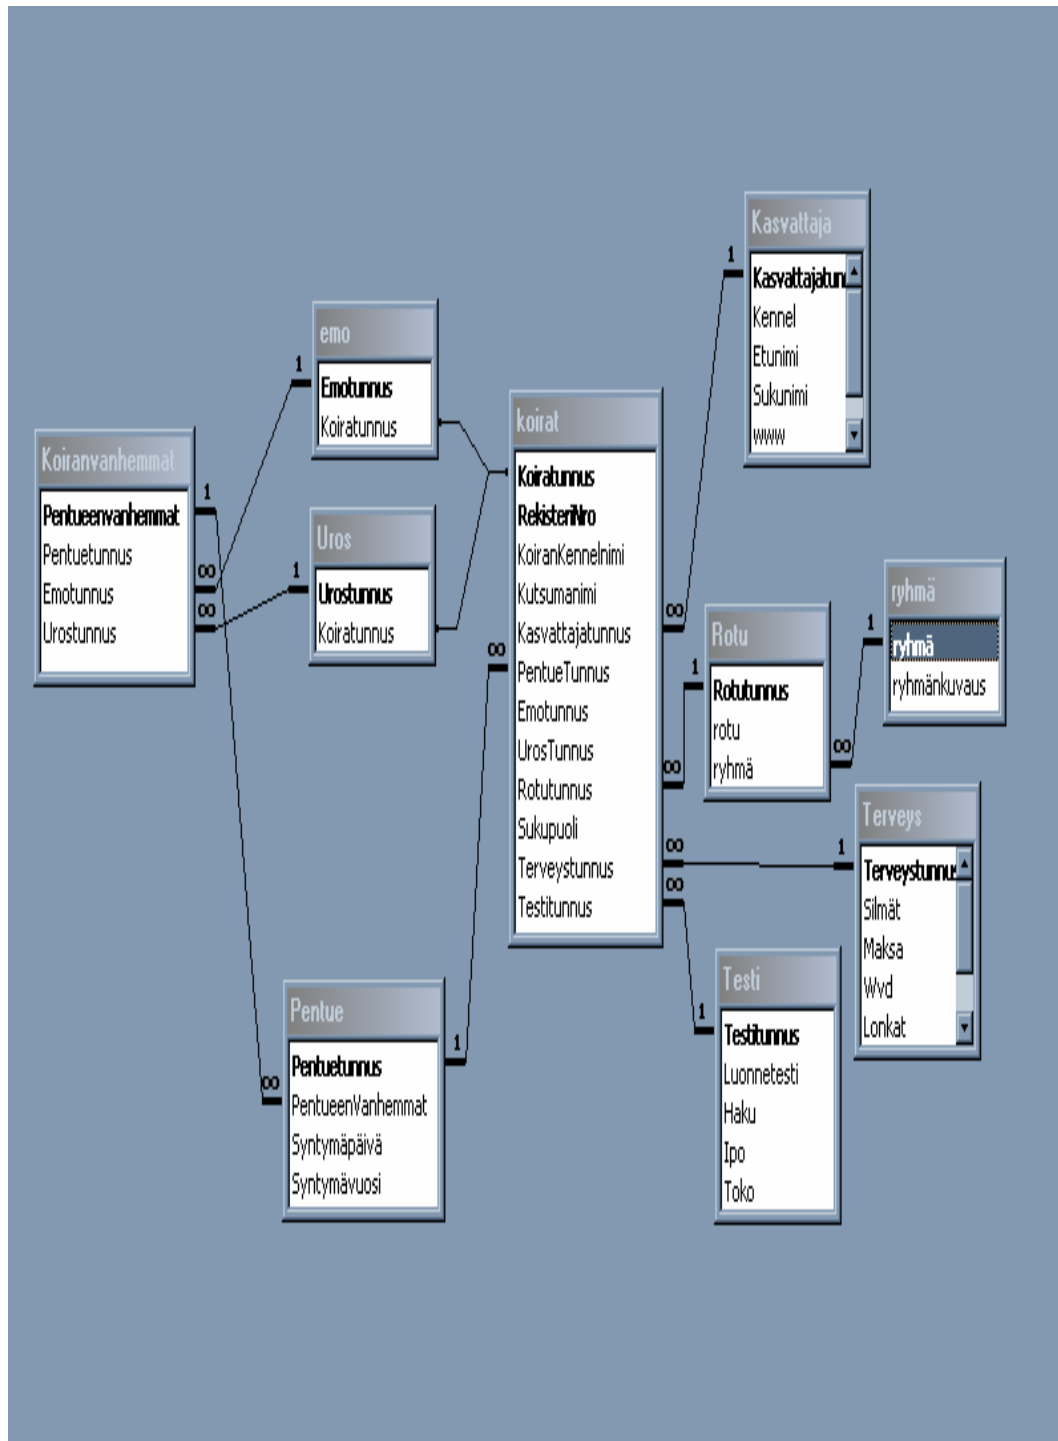 Koiranvanhemmat
Pentueenvanhemmat
Pentuetunnus
Emotunnus
Urostunnus
1
∞
∞
emo
Emotunnus
Koiratunnus
1
Uros
Urostunnus
Koiratunnus
1
Pentue
Pentuetunnus
PentueenVanhemmat
Syntymäpäivä
Syntymävuosi
∞
1
koirat
Koiratunnus
RekisteriNro
KoiranKennelnimi
Kutsumanimi
Kasvattajatunnus
PentueTunnus
Emotunnus
UrosTunnus
Rotutunnus
Sukupuoli
Terveystunnus
Testitunnus
∞
∞
∞
∞
∞
Kasvattaja
Kennel
Etunimi
Sukunimi
www
1
Rotu
Rotutunnus
rotu
ryhmä
1
∞
ryhmä
ryhmä
ryhmänkuvaus
1
Terveys
Terveystunnus
Silmät
Maksa
Wvd
Lonkat
1
Testi
Testitunnus
Luonnetesti
Haku
Ipo
Toko
1